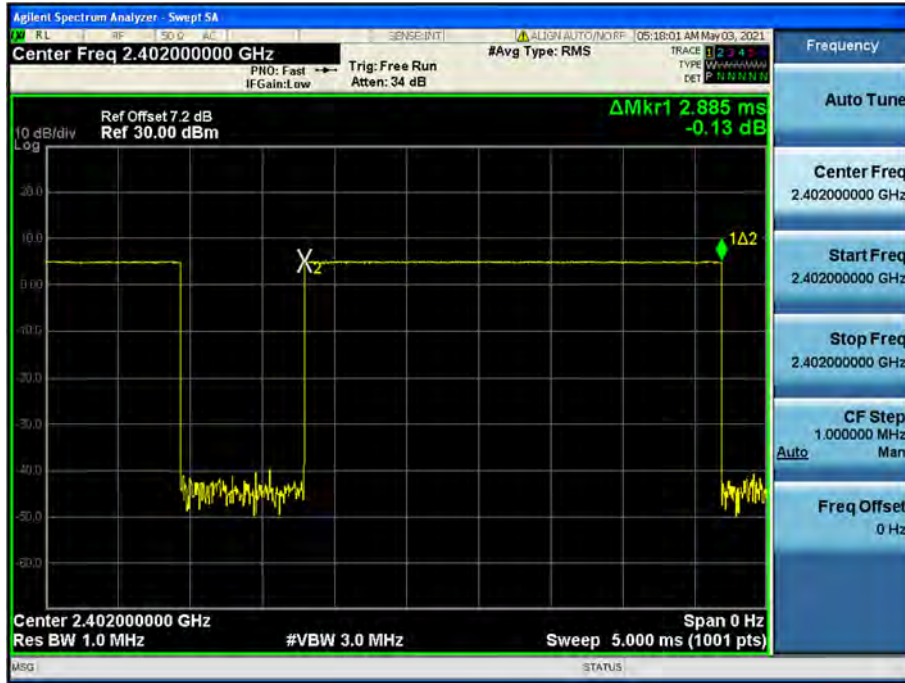 Agilent Spectrum Analyzer - Swept SA
RL RF 50 Ω AC SENSE:INT ALIGN AUTO/NO RF 05:18:01 AM May 03, 2021
Center Freq 2.402000000 GHz
PNO: Fast
IFGain:Low
Trig: Free Run
Atten: 34 dB
#Avg Type: RMS
TRACE 1 2 3 4 5
TYPE W
DET P N N N N N
Ref Offset 7.2 dB
10 dB/div Ref 30.00 dBm
Log
ΔMkr1 2.885 ms
-0.13 dB
20.0
10.0
0.00
-10.0
-20.0
-30.0
-40.0
-50.0
-60.0
X2
1Δ2
Center 2.402000000 GHz Span 0 Hz
Res BW 1.0 MHz #VBW 3.0 MHz Sweep 5.000 ms (1001 pts)
MSG STATUS
Frequency
Auto Tune
Center Freq
2.402000000 GHz
Start Freq
2.402000000 GHz
Stop Freq
2.402000000 GHz
CF Step
1.000000 MHz
Auto Man
Freq Offset
0 Hz